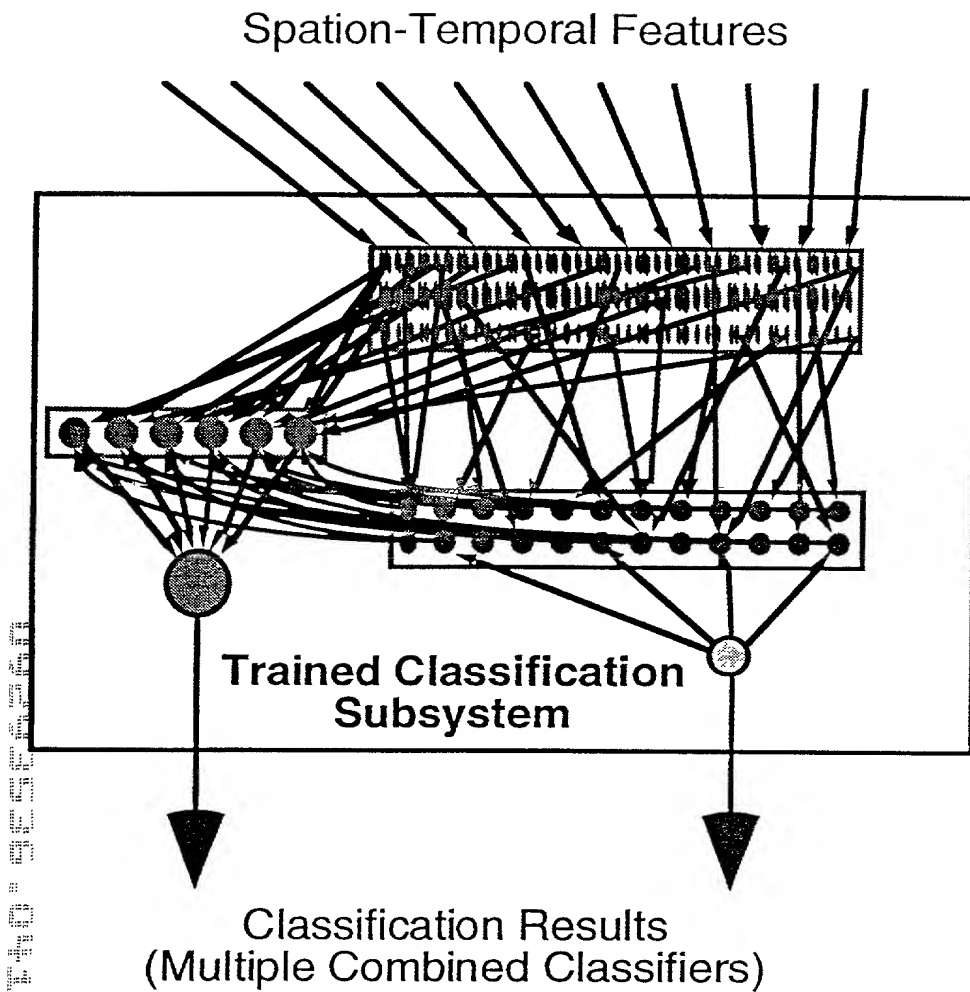 Spation-Temporal Features
Trained Classification
Subsystem
Classification Results
(Multiple Combined Classifiers)